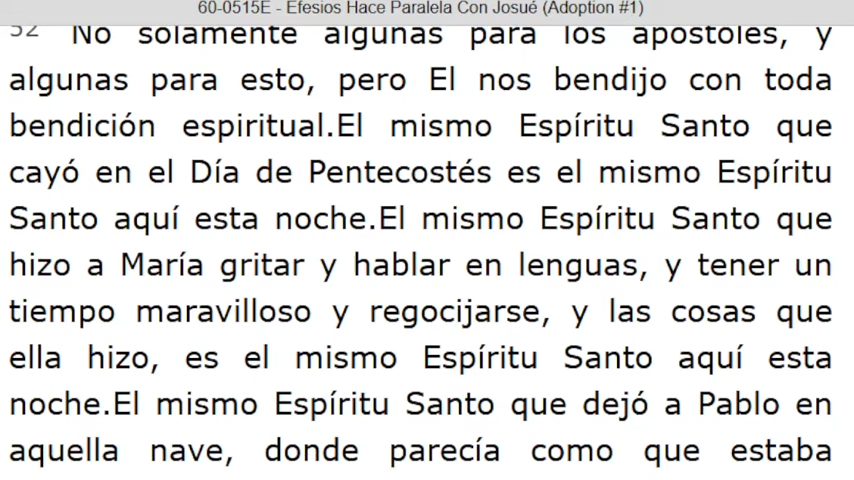 60-0515E - Efesios Hace Paralela Con Josué (Adoption #1)
52 No solamente algunas para los apóstoles, y
algunas para esto, pero El nos bendijo con toda
bendición espiritual.El mismo Espíritu Santo que
cayó en el Día de Pentecostés es el mismo Espíritu
Santo aquí esta noche.El mismo Espíritu Santo que
hizo a María gritar y hablar en lenguas, y tener un
tiempo maravilloso y regocijarse, y las cosas que
ella hizo, es el mismo Espíritu Santo aquí esta
noche.El mismo Espíritu Santo que dejó a Pablo en
aquella nave, donde parecía como que estaba